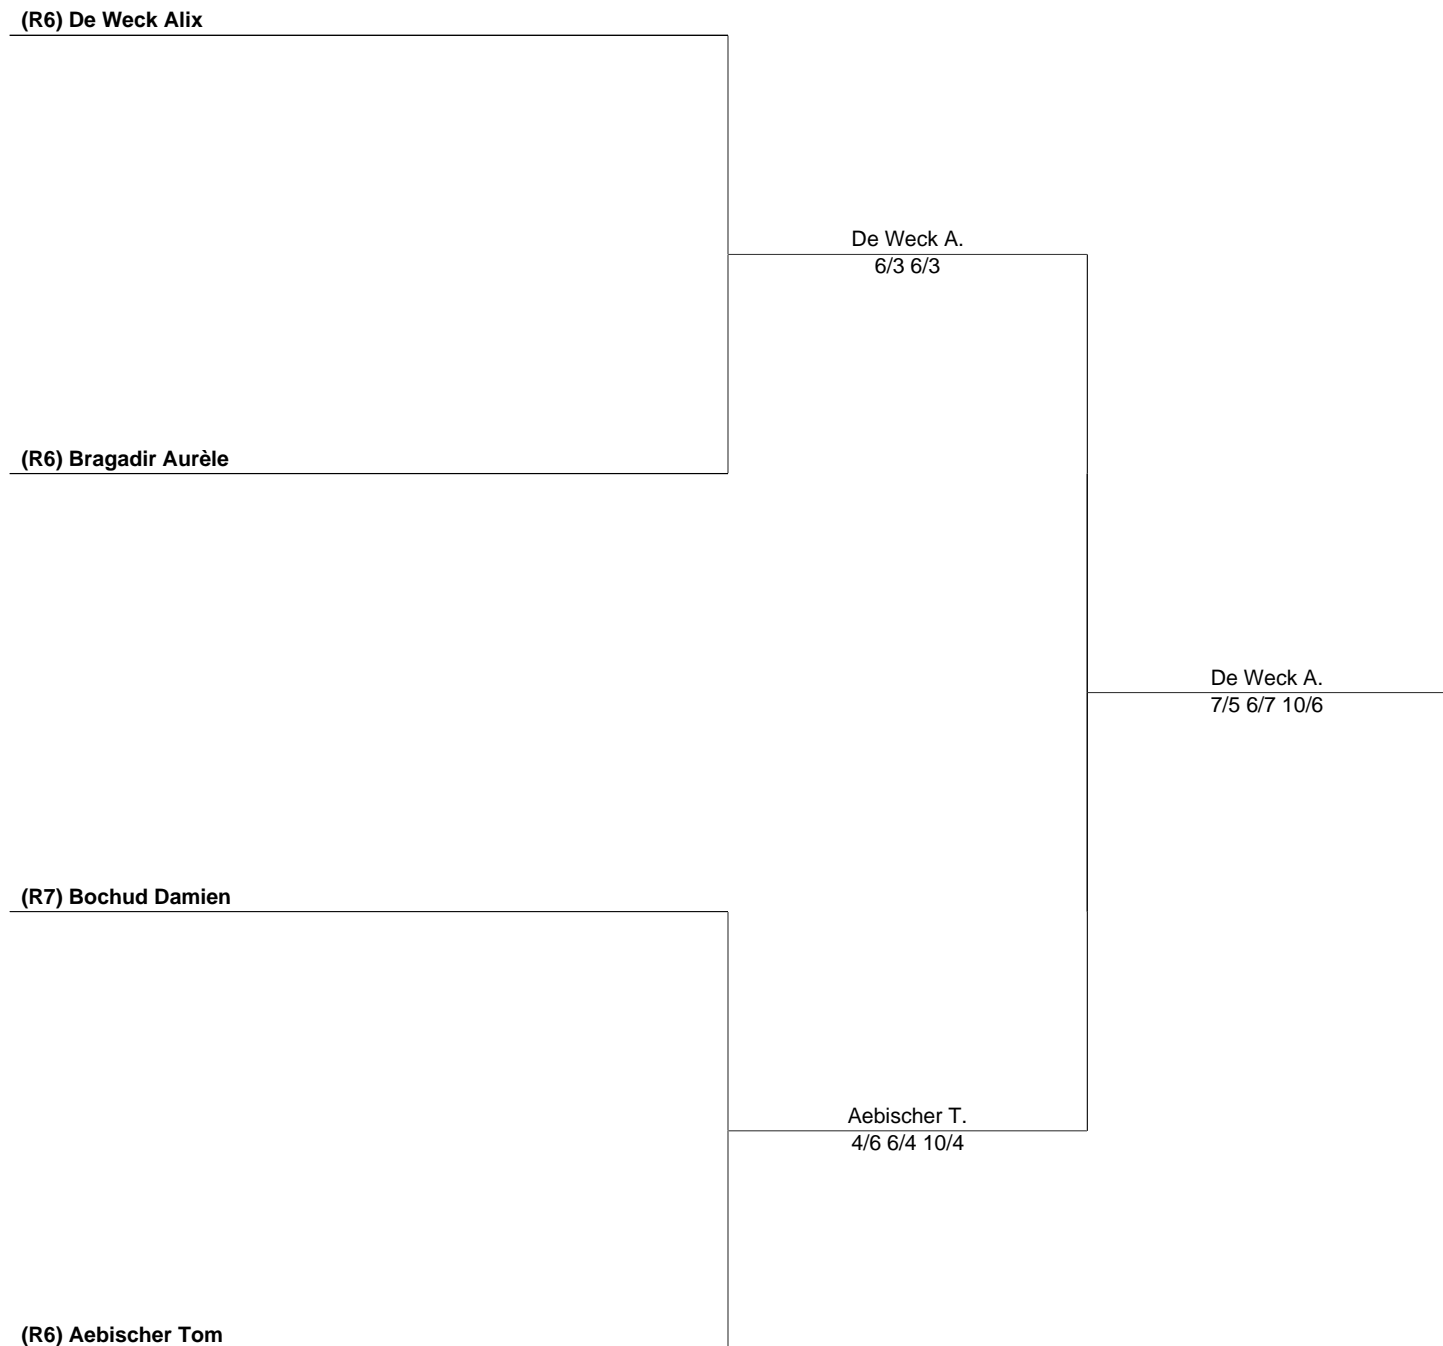 (R6) De Weck Alix
De Weck A.
6/3 6/3
(R6) Bragadir Aurèle
De Weck A.
7/5 6/7 10/6
(R7) Bochud Damien
Aebischer T.
4/6 6/4 10/4
(R6) Aebischer Tom